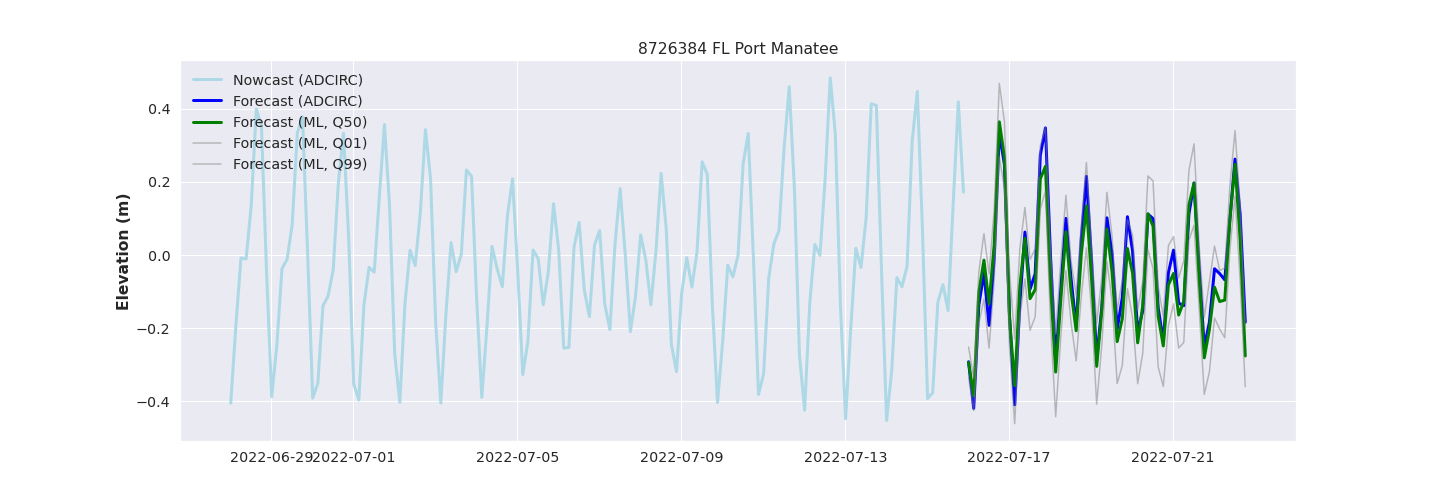 8726384 FL Port Manatee
Nowcast (ADCIRC)
Forecast (ADCIRC)
Forecast (ML, Q50)
Forecast (ML, Q01)
Forecast (ML, Q99)
Elevation (m)
0.4
0.2
0.0
−0.2
−0.4
2022-06-29 2022-07-01 2022-07-05 2022-07-09 2022-07-13 2022-07-17 2022-07-21